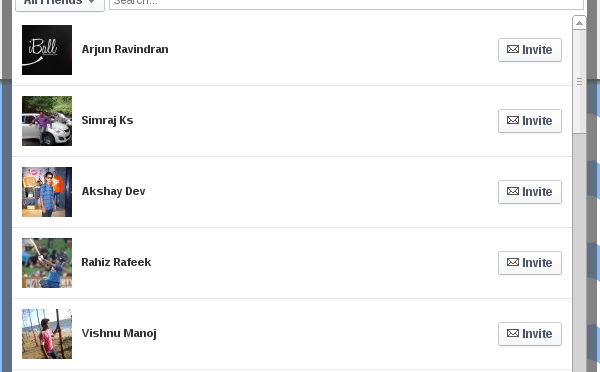 All Friends
Search...
iBall
Arjun Ravindran
Invite
Simraj Ks
Invite
Akshay Dev
Invite
Rahiz Rafeek
Invite
Vishnu Manoj
Invite